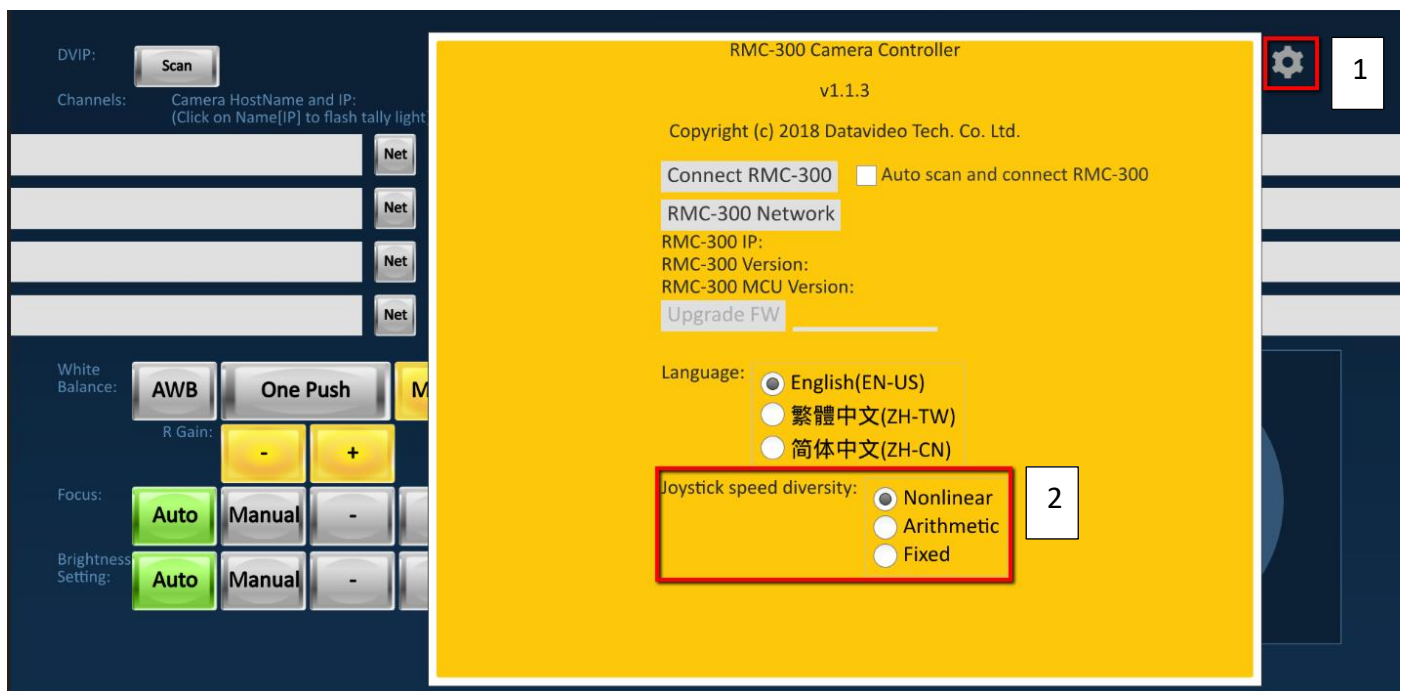 DVIP:
Scan
Channels:
Camera HostName and IP:
(Click on Name[IP] to flash tally light
Net
Net
Net
Net
White
Balance:
AWB
One Push
M
R Gain:
-
+
Focus:
Auto
Manual
-
Brightness
Setting:
Auto
Manual
-
RMC-300 Camera Controller
v1.1.3
Copyright (c) 2018 Datavideo Tech. Co. Ltd.
Connect RMC-300
Auto scan and connect RMC-300
RMC-300 Network
RMC-300 IP:
RMC-300 Version:
RMC-300 MCU Version:
Upgrade FW
Language:
English(EN-US)
繁體中文(ZH-TW)
简体中文(ZH-CN)
Joystick speed diversity:
Nonlinear
Arithmetic
Fixed
1
2